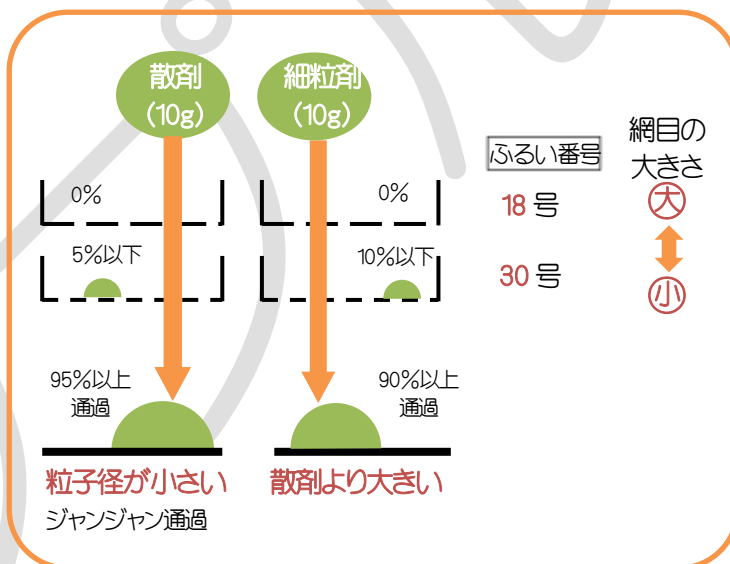 散剤
(10g)
細粒剤
(10g)
ふるい番号
網目の
大きさ
0%
0%
18 号
大
5%以下
10%以下
30 号
小
95%以上
通過
90%以上
通過
粒子径が小さい
散剤より大きい
ジャンジャン通過